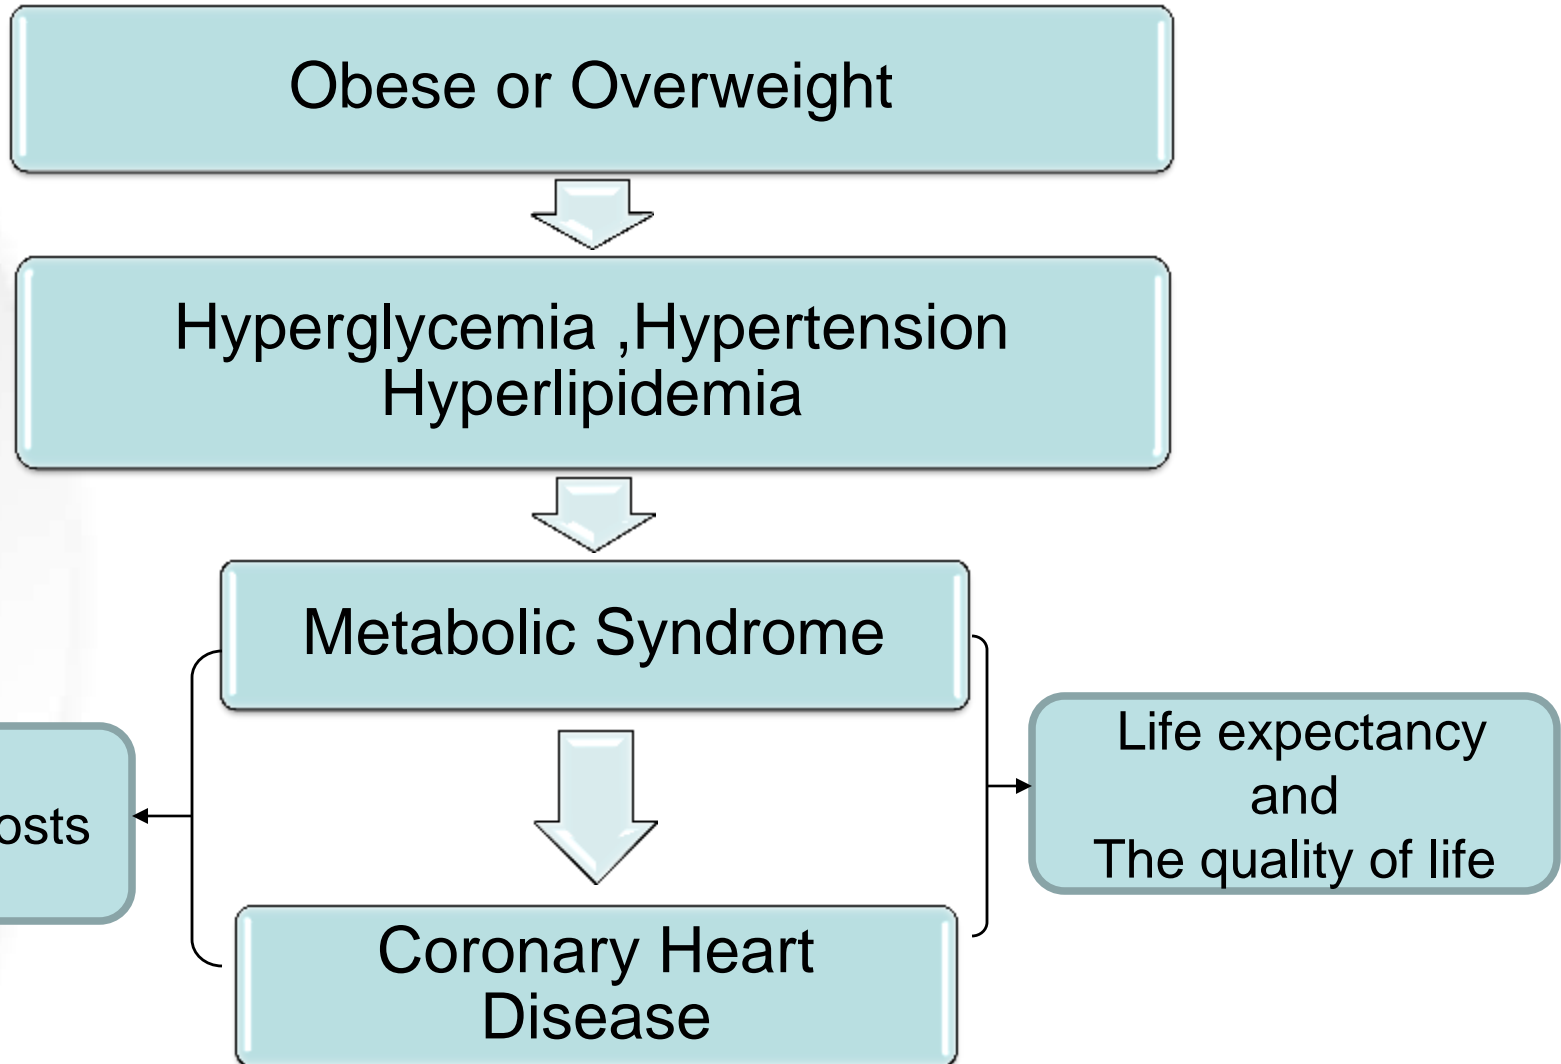 Obese or Overweight
Hyperglycemia ,Hypertension
Hyperlipidemia
Metabolic Syndrome
Life expectancy
and
The quality of life
Coronary Heart
Disease